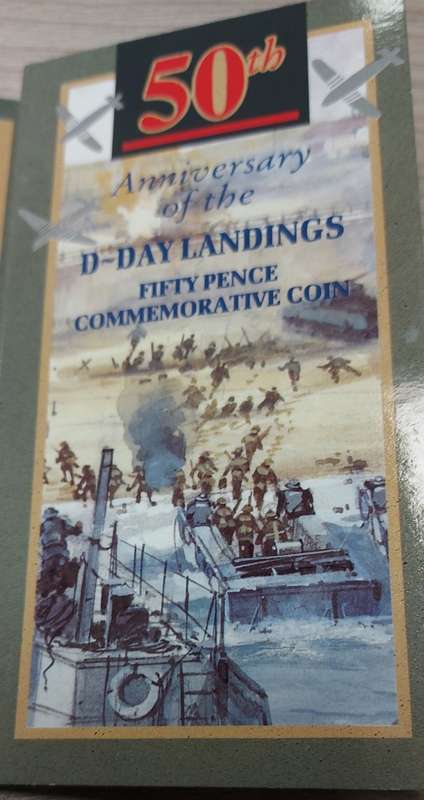 50th
Anniversary
of the
D-DAY LANDINGS
FIFTY PENCE
COMMEMORATIVE COIN